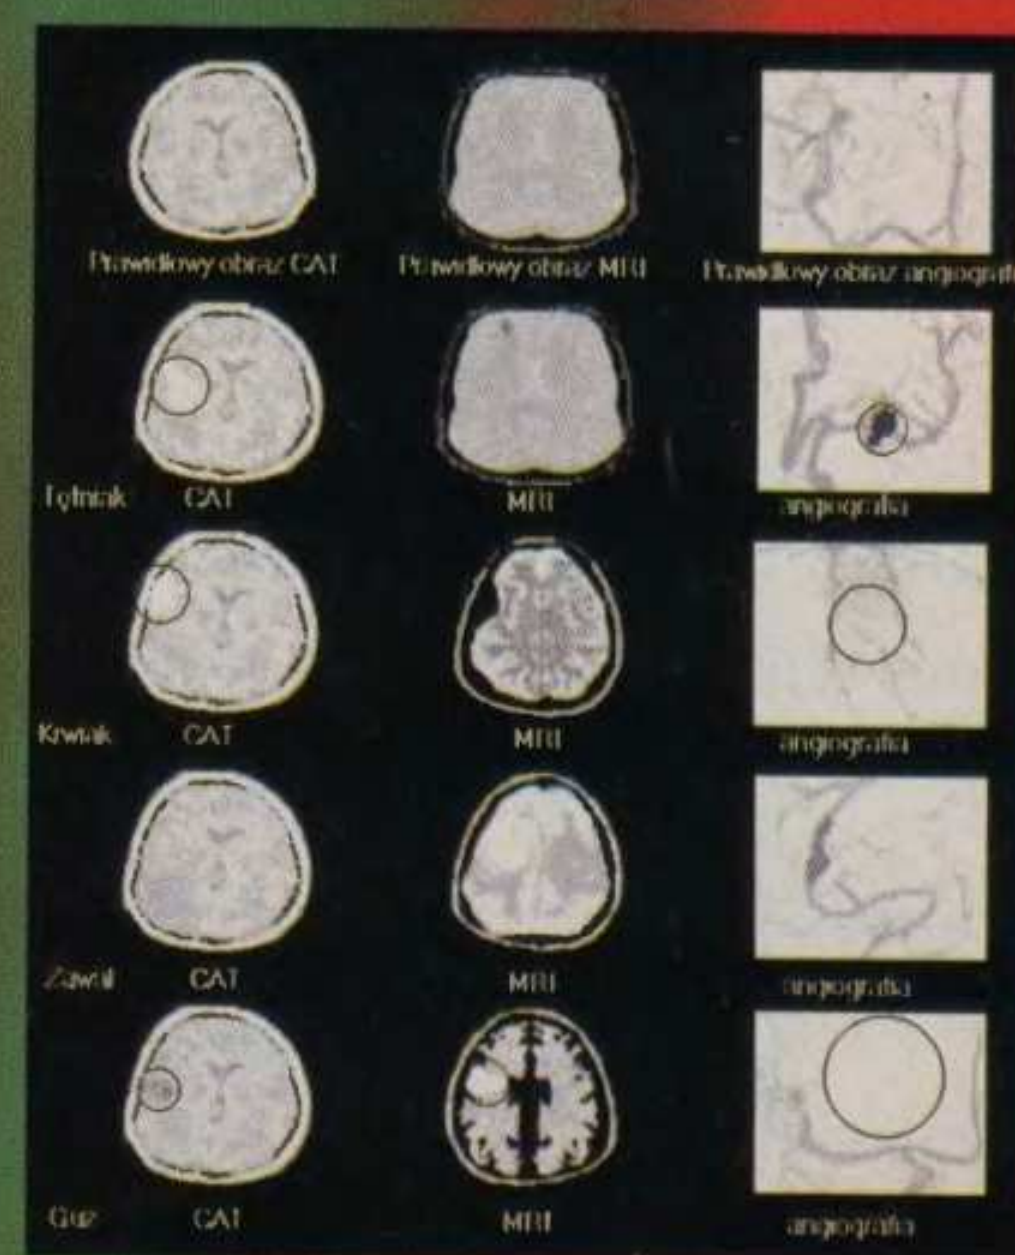 Prawidłowy obraz CAT Prawidłowy obraz MRI Prawidłowy obraz angiografi
Tętniak CAT MRI angiografia
Krwiak CAT MRI angiografia
Zawał CAT MRI angiografia
Guz CAT MRI angiografia